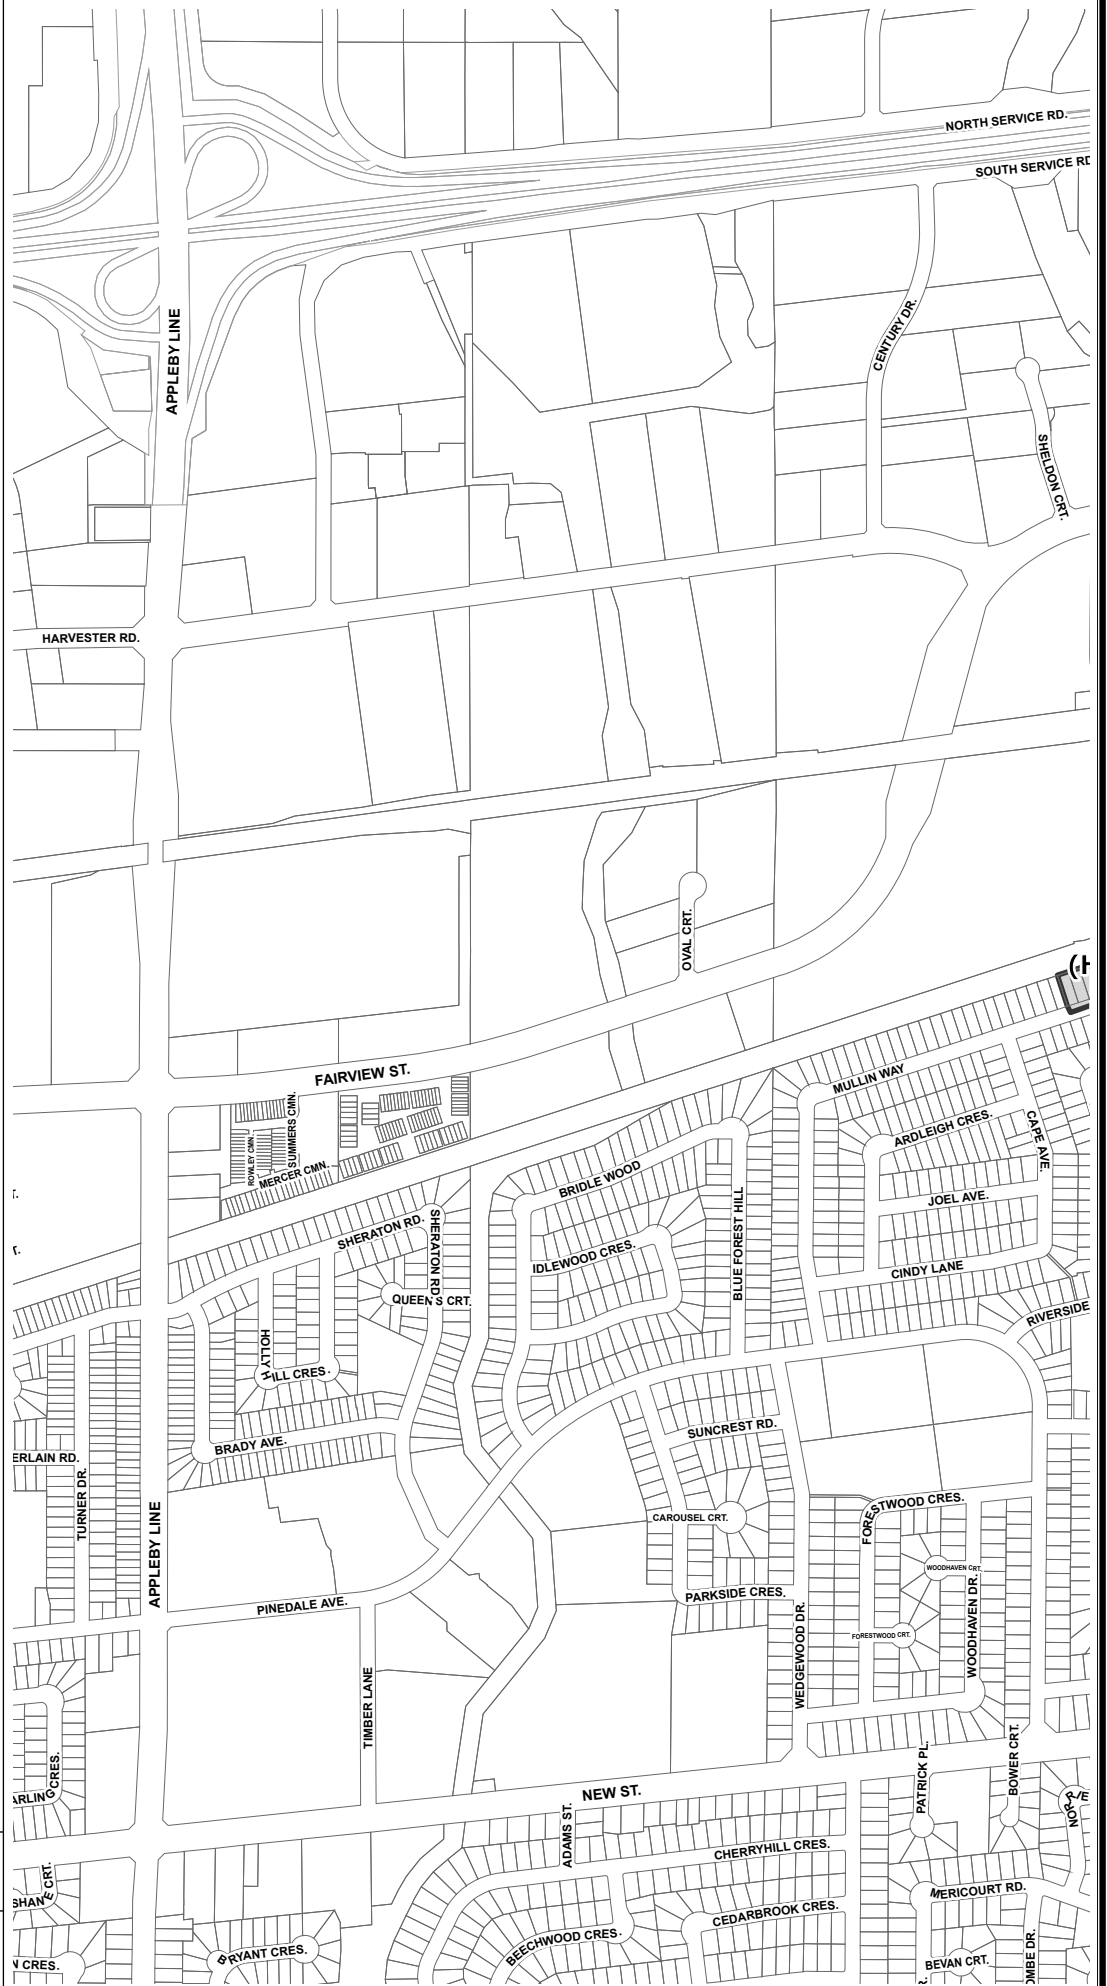 NORTH SERVICE RD.
SOUTH SERVICE RD
APPLEBY LINE
CENTURY DR.
SHELDON CRT.
HARVESTER RD.
OVAL CRT.
(H
FAIRVIEW ST.
MULLIN WAY
ARDLEIGH CRES.
CAPE AVE.
SUMMERS CMN.
ROWLEY CMN.
MERCER CMN.
JOEL AVE.
BRIDLE WOOD
BLUE FOREST HILL
SHERATON RD.
SHERATON RD.
IDLEWOOD CRES.
CINDY LANE
QUEEN'S CRT.
RIVERSIDE
HOLLY HILL CRES.
SUNCREST RD.
BRADY AVE.
ERLAIN RD.
TURNER DR.
APPLEBY LINE
FORESTWOOD CRES.
CAROUSEL CRT.
WOODHAVEN CRT.
PARKSIDE CRES.
PINEDALE AVE.
WEDGEWOOD DR.
WOODHAVEN DR.
FORESTWOOD CRT.
TIMBER LANE
BOWER CRT.
PATRICK PL.
ARLING CRES.
NEW ST.
ADAMS ST.
CHERRYHILL CRES.
SHANE CRT.
MERICOURT RD.
CEDARBROOK CRES.
BEECHWOOD CRES.
BRYANT CRES.
N CRES.
BEVAN CRT.
OMBE DR.